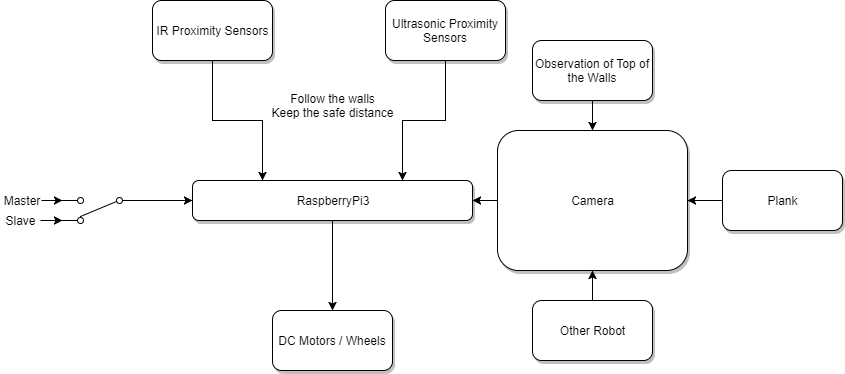 IR Proximity Sensors
Ultrasonic Proximity
Sensors
Observation of Top of
the Walls
Follow the walls
Keep the safe distance
Master
Slave
RaspberryPi3
Camera
Plank
DC Motors / Wheels
Other Robot